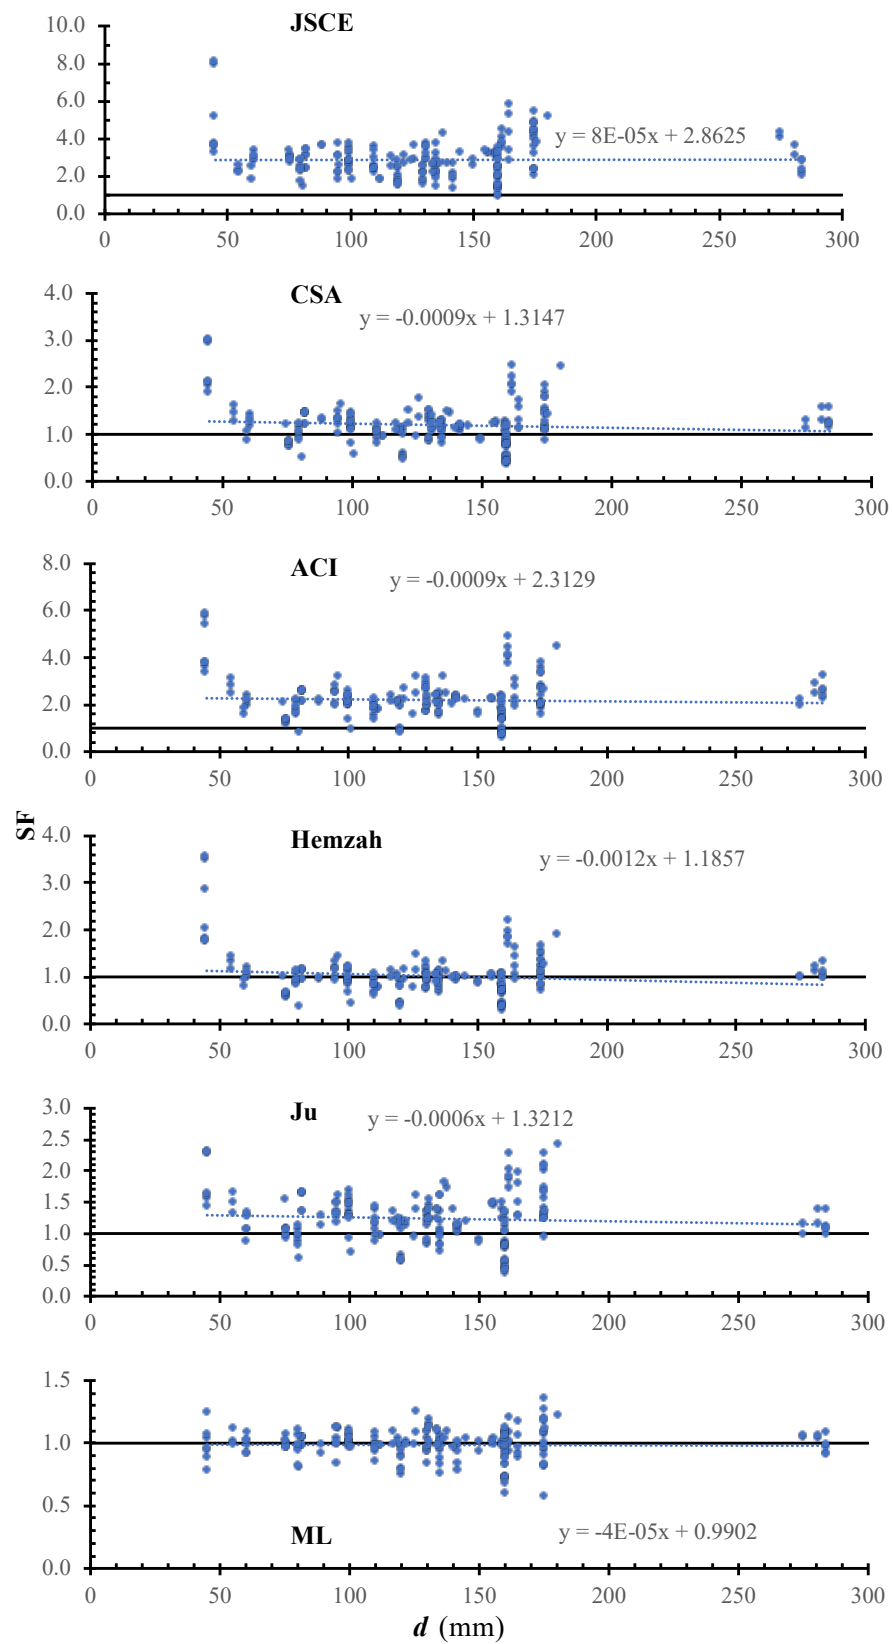 JSCE
10.0
8.0
6.0
4.0
2.0
0.0
y = 8E-05x + 2.8625
0 50 100 150 200 250 300
CSA
4.0
3.0
2.0
1.0
0.0
y = -0.0009x + 1.3147
0 50 100 150 200 250 300
ACI
8.0
6.0
4.0
2.0
0.0
y = -0.0009x + 2.3129
0 50 100 150 200 250 300
SF
Hemzah
4.0
3.0
2.0
1.0
0.0
y = -0.0012x + 1.1857
0 50 100 150 200 250 300
Ju
3.0
2.5
2.0
1.5
1.0
0.5
0.0
y = -0.0006x + 1.3212
0 50 100 150 200 250 300
1.5
1.0
0.5
0.0
ML
y = -4E-05x + 0.9902
0 50 100 150 200 250 300
d (mm)